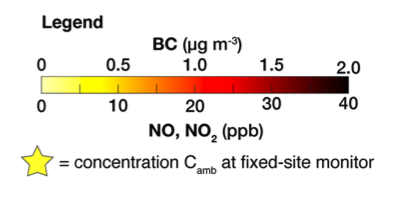 Legend
BC (μg m⁻³)
0 0.5 1.0 1.5 2.0
0 10 20 30 40
NO, NO₂ (ppb)
= concentration Cₐₘb at fixed-site monitor